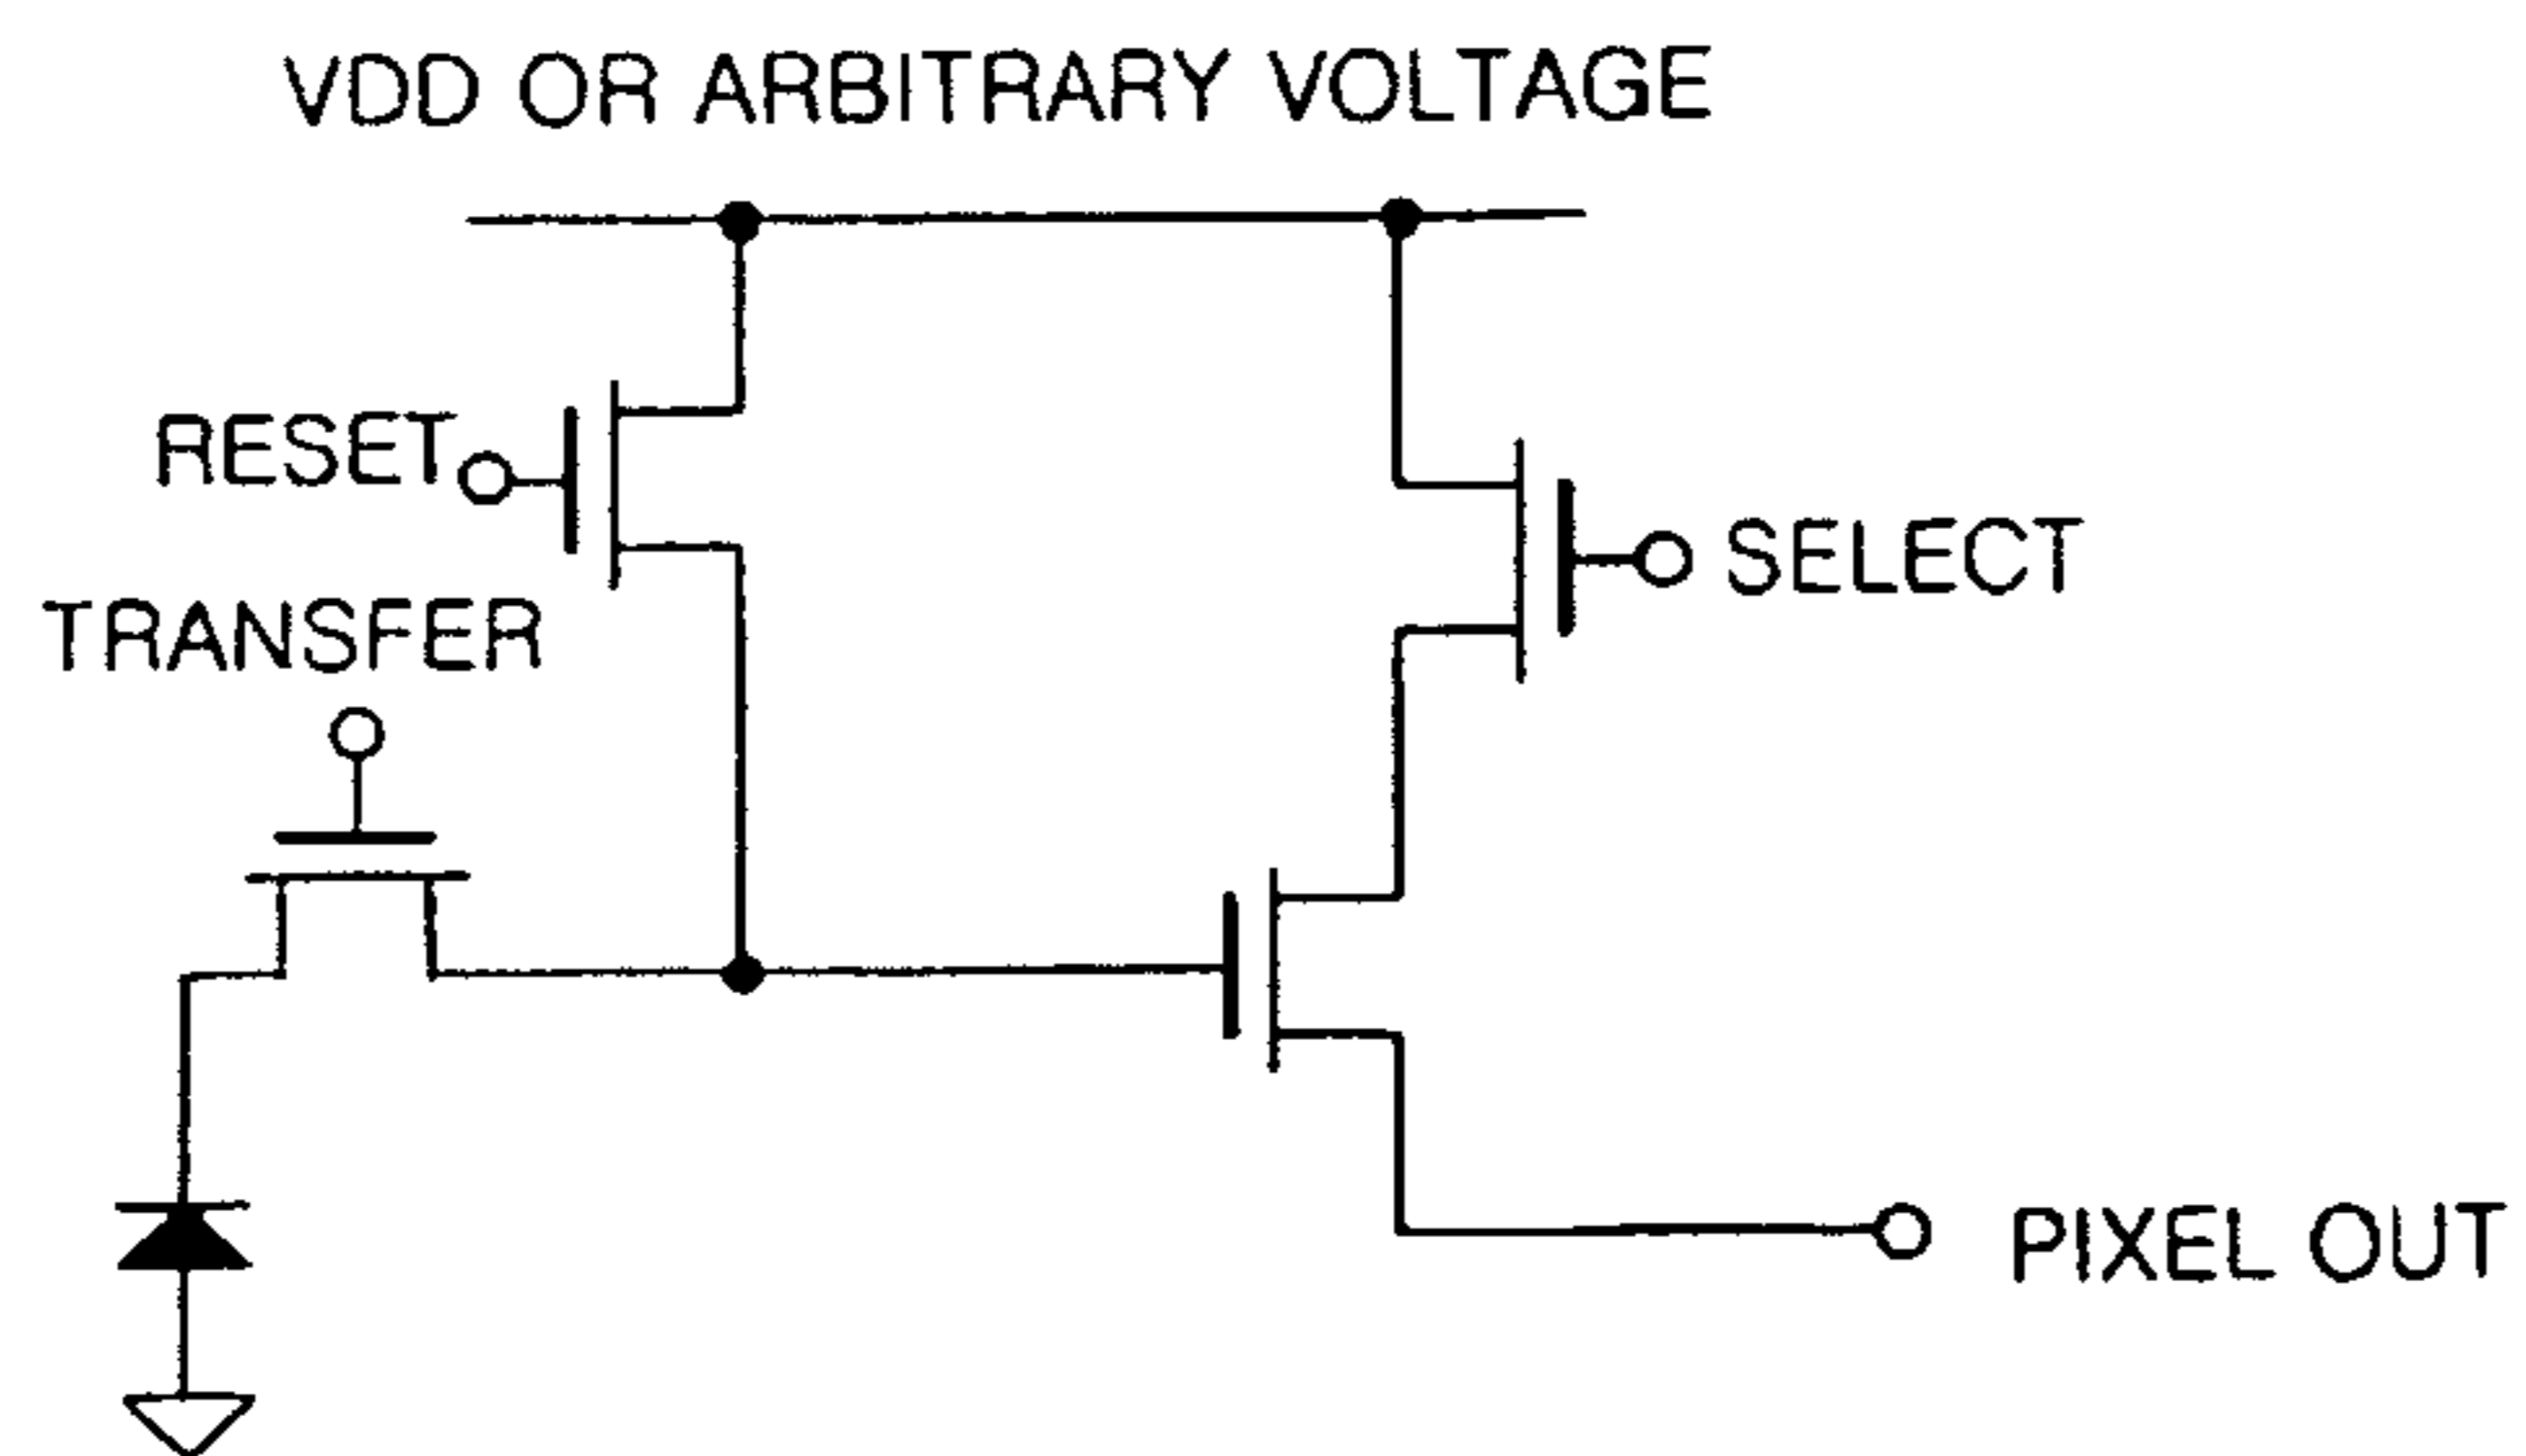 VDD OR ARBITRARY VOLTAGE
RESET
SELECT
TRANSFER
PIXEL OUT